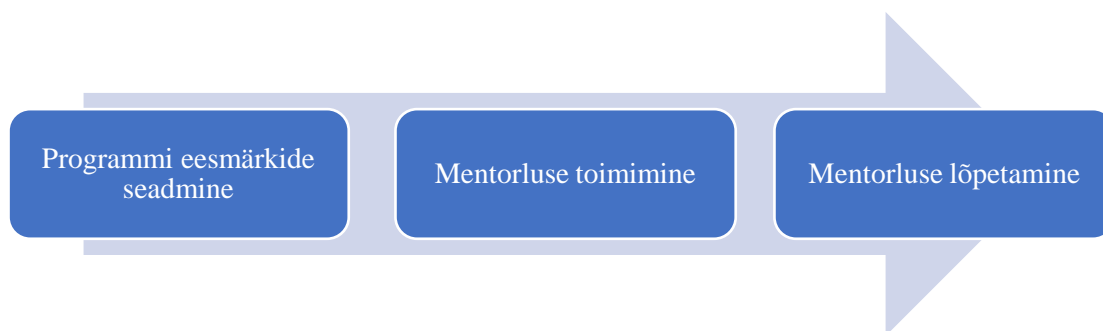 Programmi eesmärkide
seadmine
Mentorluse toimimine
Mentorluse lõpetamine